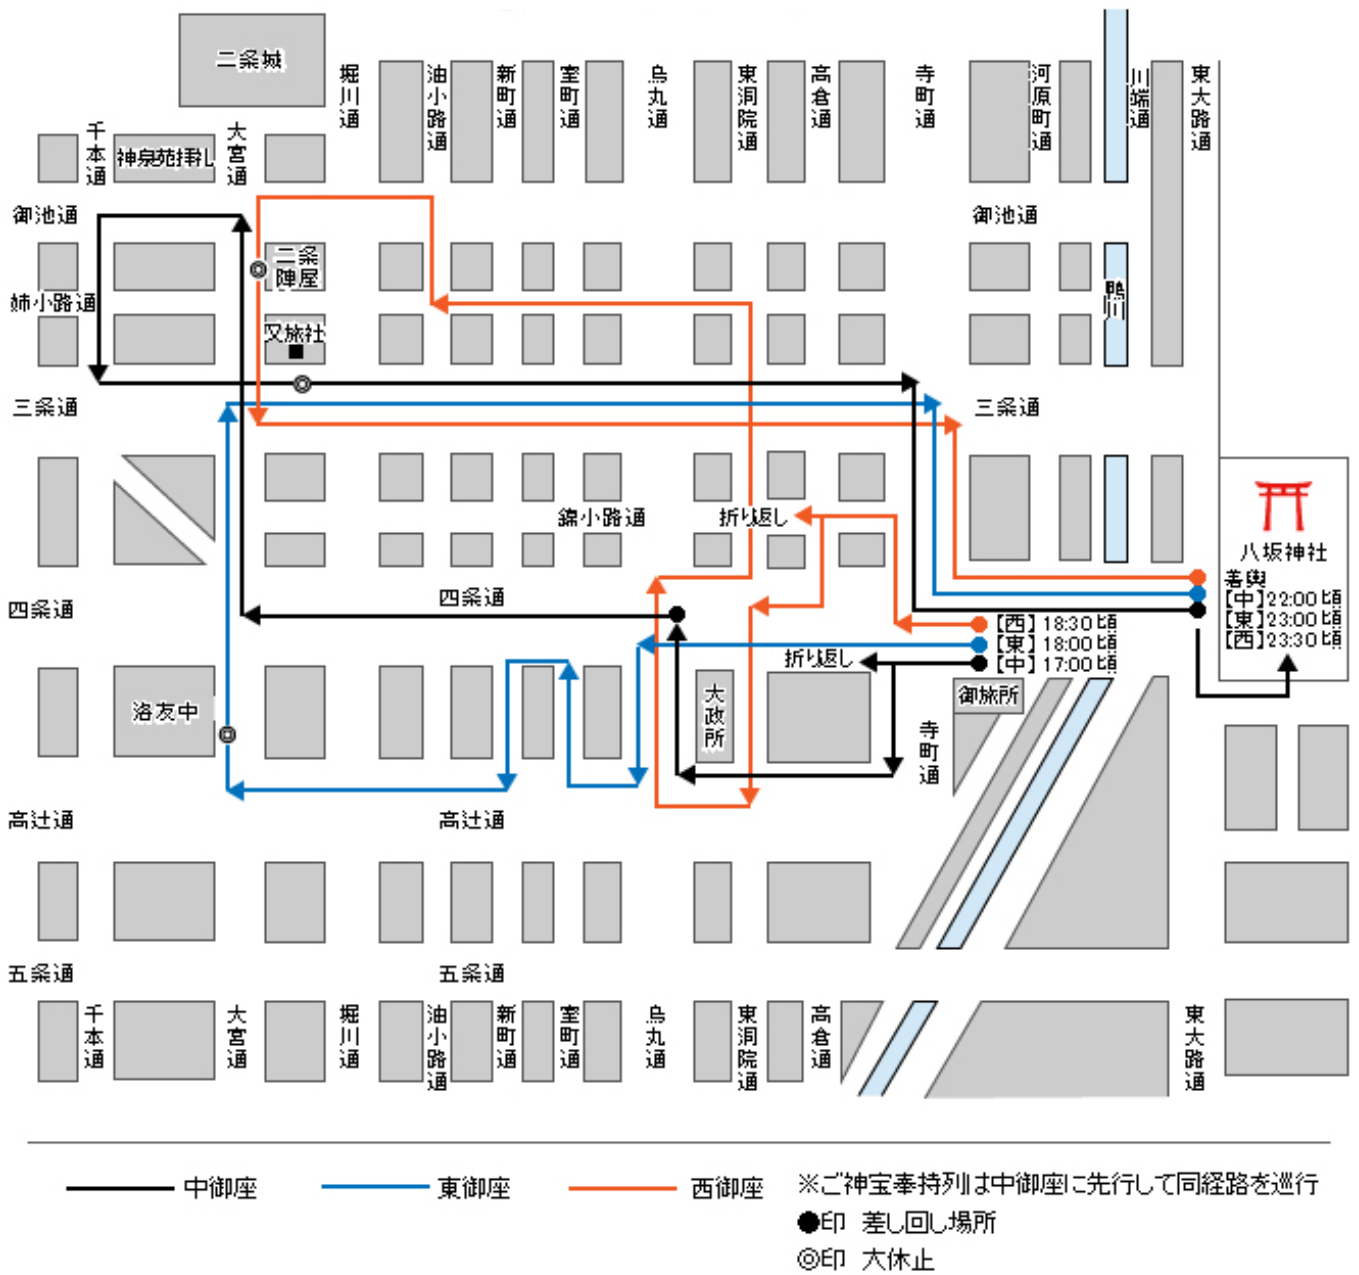 二条城
堀川通
油小路通
新町通
室町通
烏丸通
東洞院通
高倉通
寺町通
河原町通
川端通
東大路通
千本通
神泉苑拝礼
大宮通
御池通
御池通
二条
陣屋
鴨川
姉小路通
又旅社
三条通
三条通
錦小路通
折り返し
八坂神社
着輿
【中】22:00頃
【東】23:00頃
【西】23:30頃
四条通
四条通
【西】18:30頃
【東】18:00頃
【中】17:00頃
折り返し
御旅所
大政所
洛友中
寺町通
高辻通
高辻通
五条通
五条通
千本通
大宮通
堀川通
油小路通
新町通
室町通
烏丸通
東洞院通
高倉通
東大路通
中御座
東御座
西御座
※ご神宝奉持列は中御座に先行して同経路を巡行
●印 差し回し場所
◎印 大休止